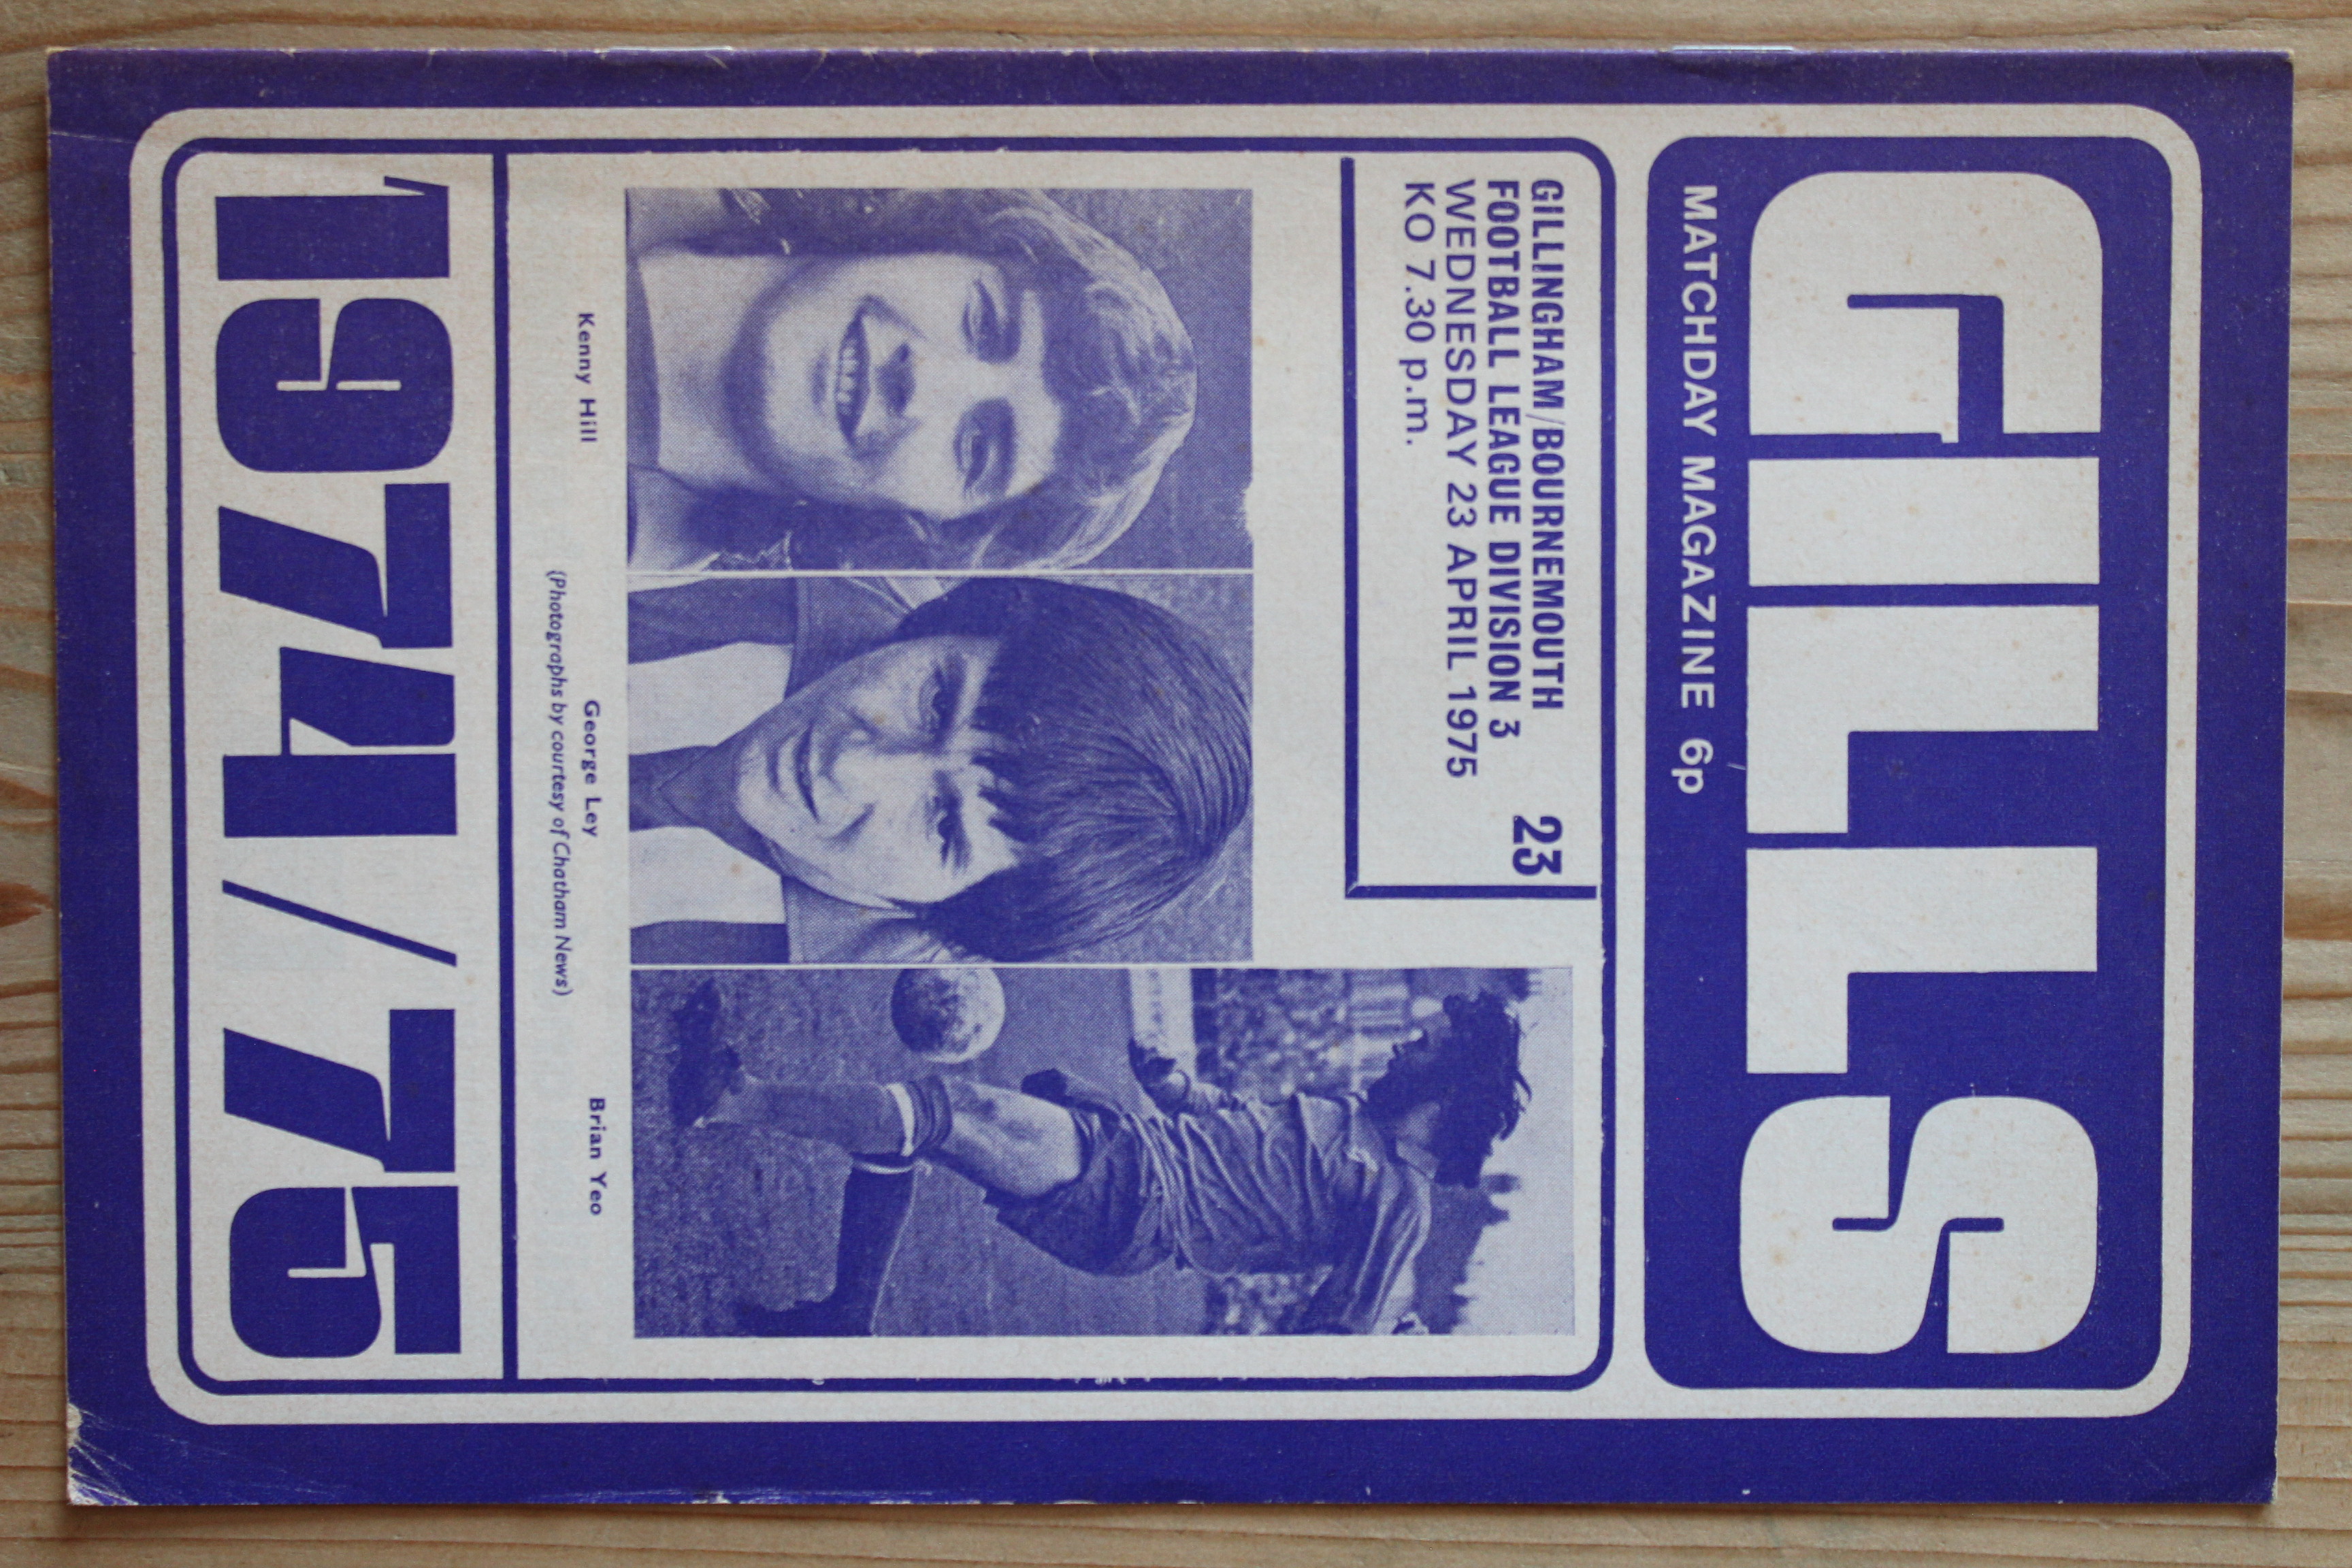 GILLS
MATCHDAY MAGAZINE 6p
GILLINGHAM/BOURNEMOUTH 23
FOOTBALL LEAGUE DIVISION 3
WEDNESDAY 23 APRIL 1975
KO 7.30 p.m.
Kenny Hill George Ley Brian Yeo
(Photographs by courtesy of Chatham News)
1974/75